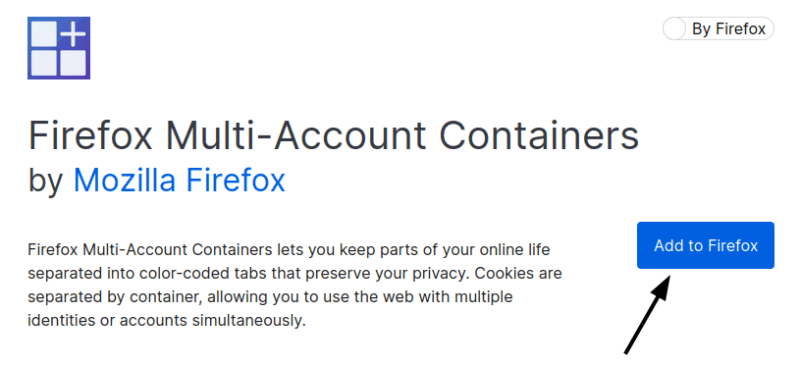 By Firefox
Firefox Multi-Account Containers
by Mozilla Firefox
Firefox Multi-Account Containers lets you keep parts of your online life
separated into color-coded tabs that preserve your privacy. Cookies are
separated by container, allowing you to use the web with multiple
identities or accounts simultaneously.
Add to Firefox